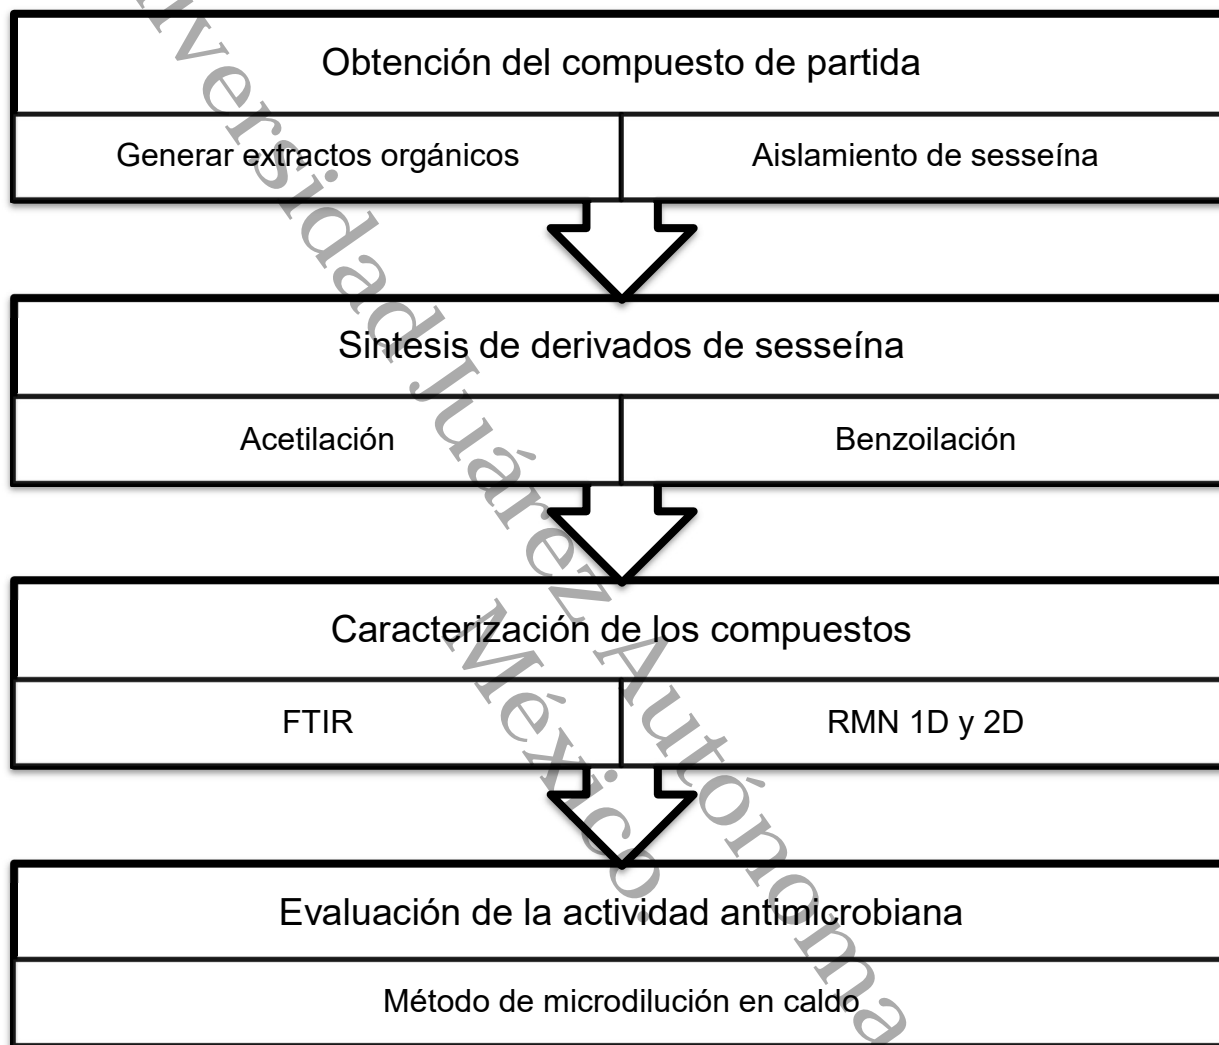 Obtención del compuesto de partida
Generar extractos orgánicos
Aislamiento de sesseína
Sintesis de derivados de sesseína
Acetilación
Benzoilación
Caracterización de los compuestos
FTIR
RMN 1D y 2D
Evaluación de la actividad antimicrobiana
Método de microdilución en caldo
niversidad Juárez Autónoma
México.